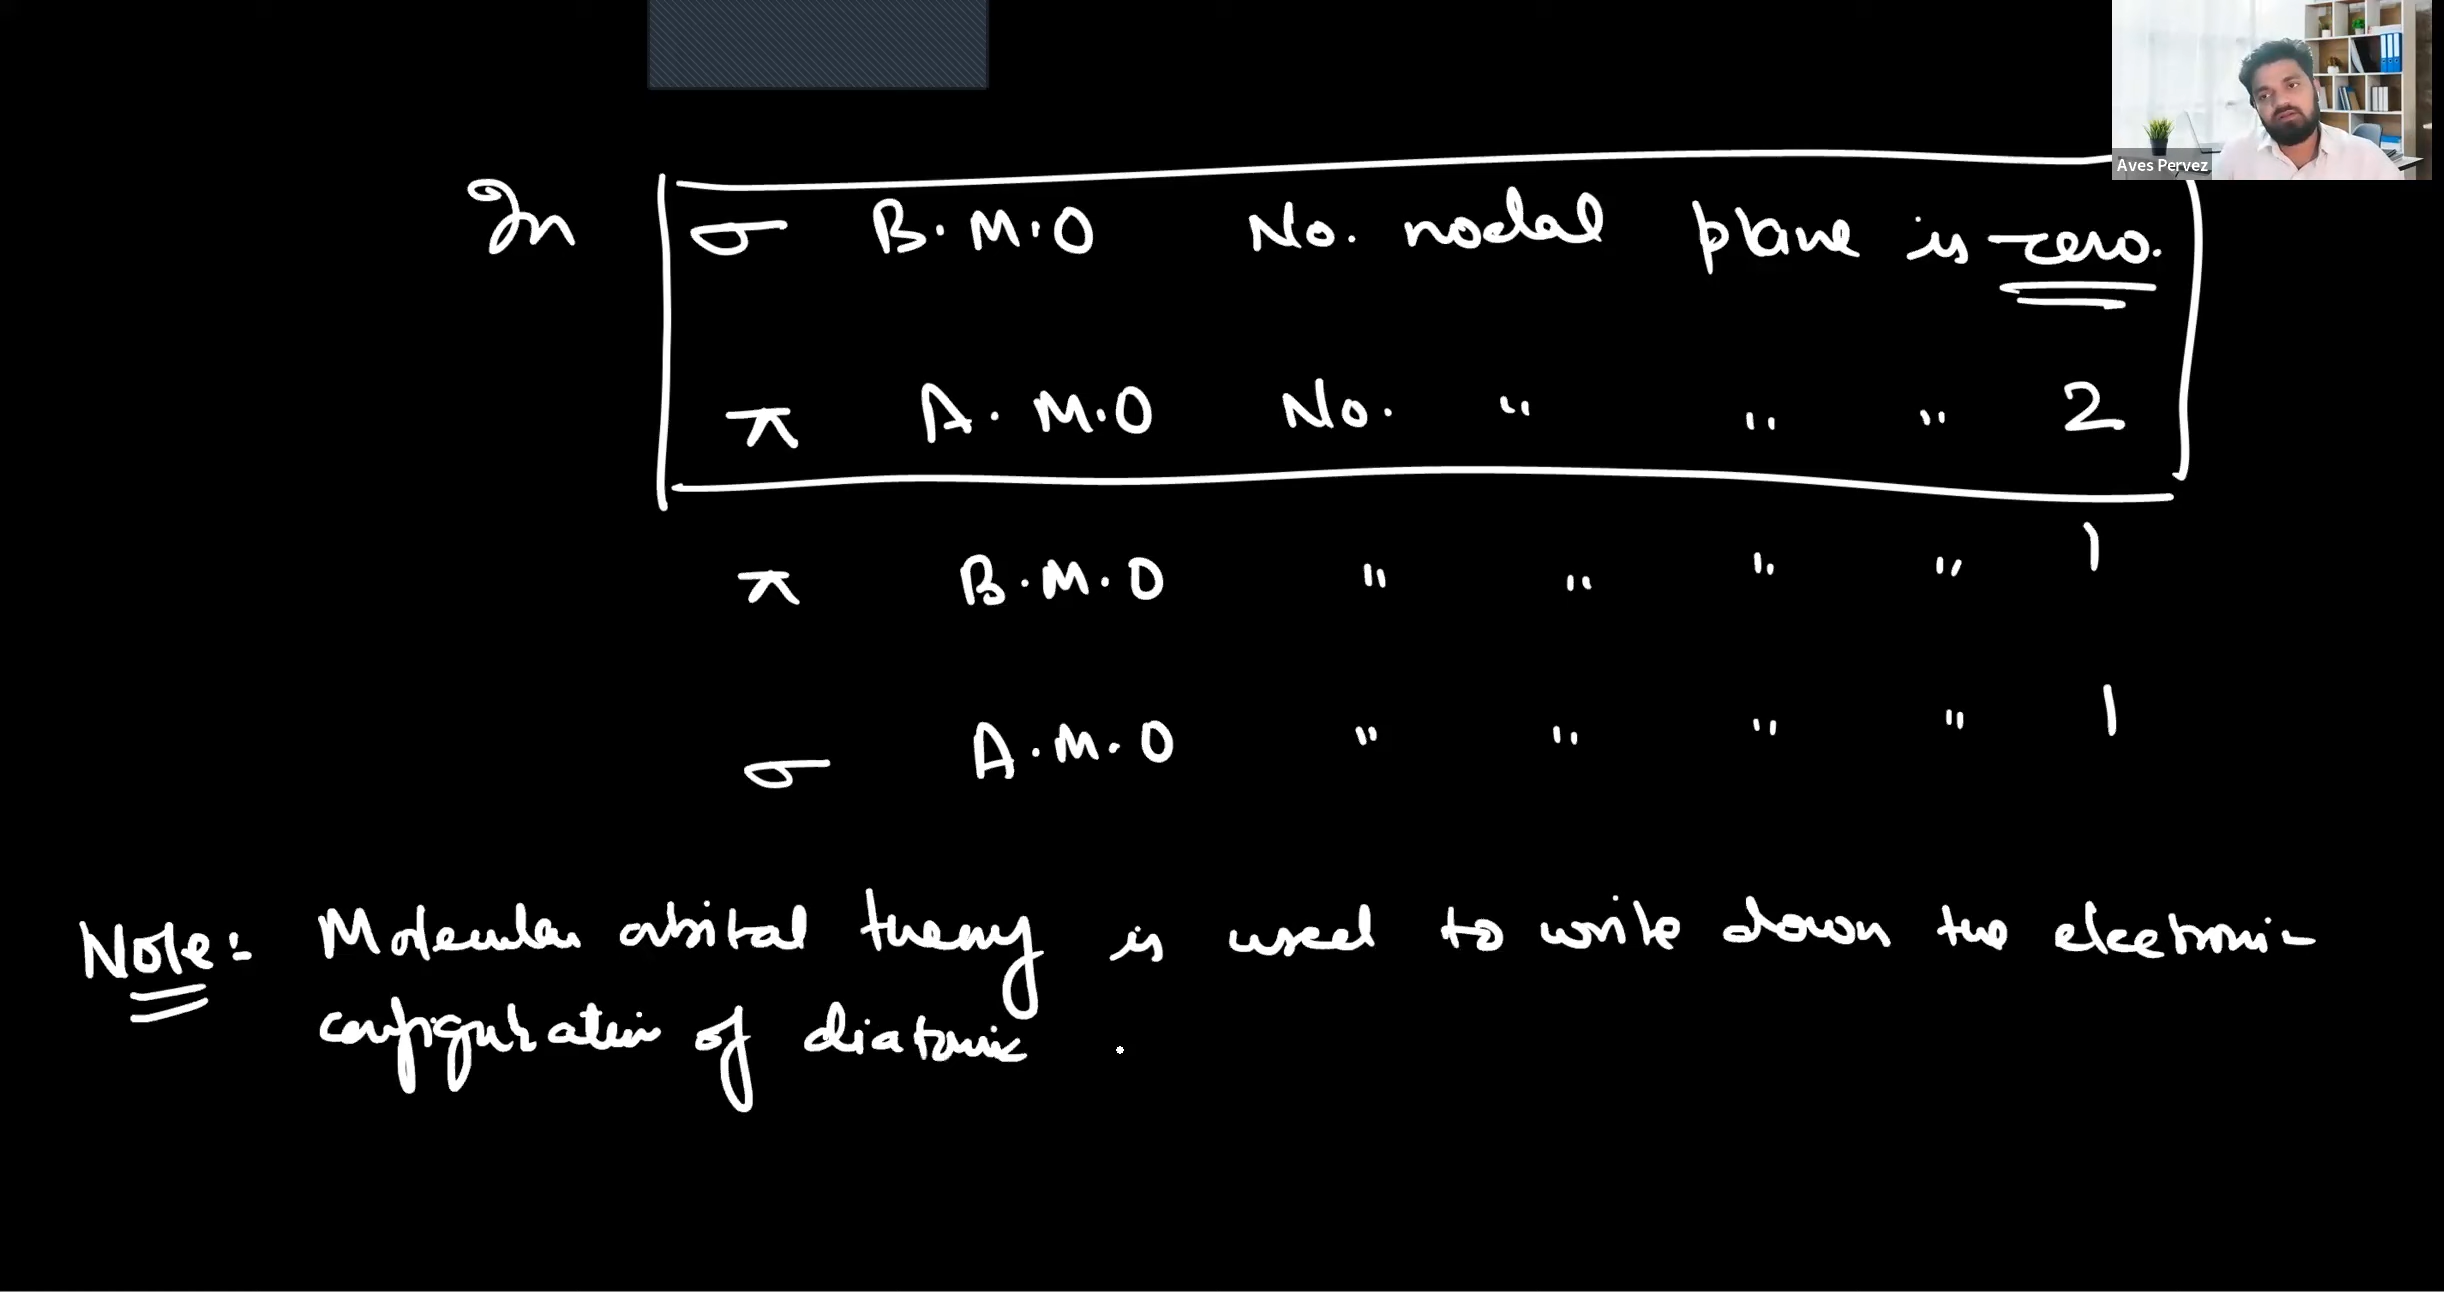 Aves Pervez
In σ B.M.O No. nodal plane is zero.
π A.M.O No. " " " 2
π B.M.O " " " " 1
σ A.M.O " " " " 1
Note: Molecular orbital theory is used to write down the electronic
configuration of diatomic